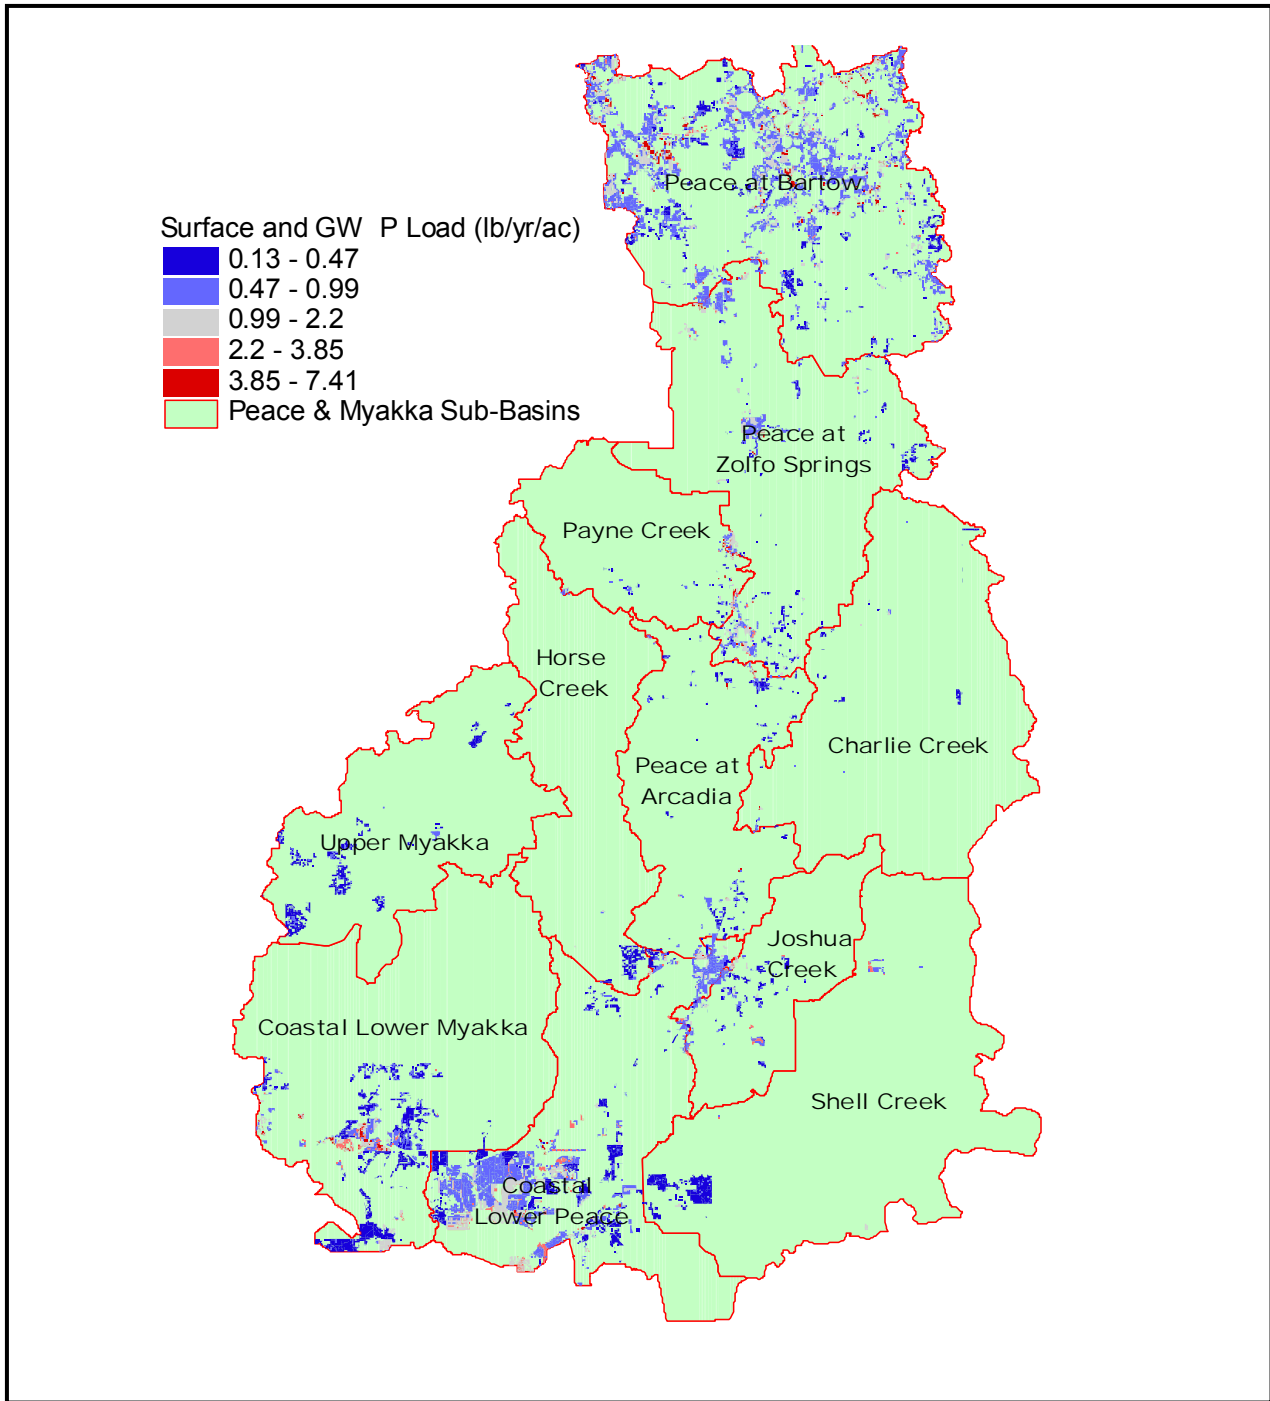 Peace at Bartow
Surface and GW P Load (lb/yr/ac)
0.13 - 0.47
0.47 - 0.99
0.99 - 2.2
2.2 - 3.85
3.85 - 7.41
Peace & Myakka Sub-Basins
Peace at
Zolfo Springs
Payne Creek
Horse
Creek
Charlie Creek
Peace at
Arcadia
Upper Myakka
Joshua
Creek
Coastal Lower Myakka
Shell Creek
Coastal
Lower Peace